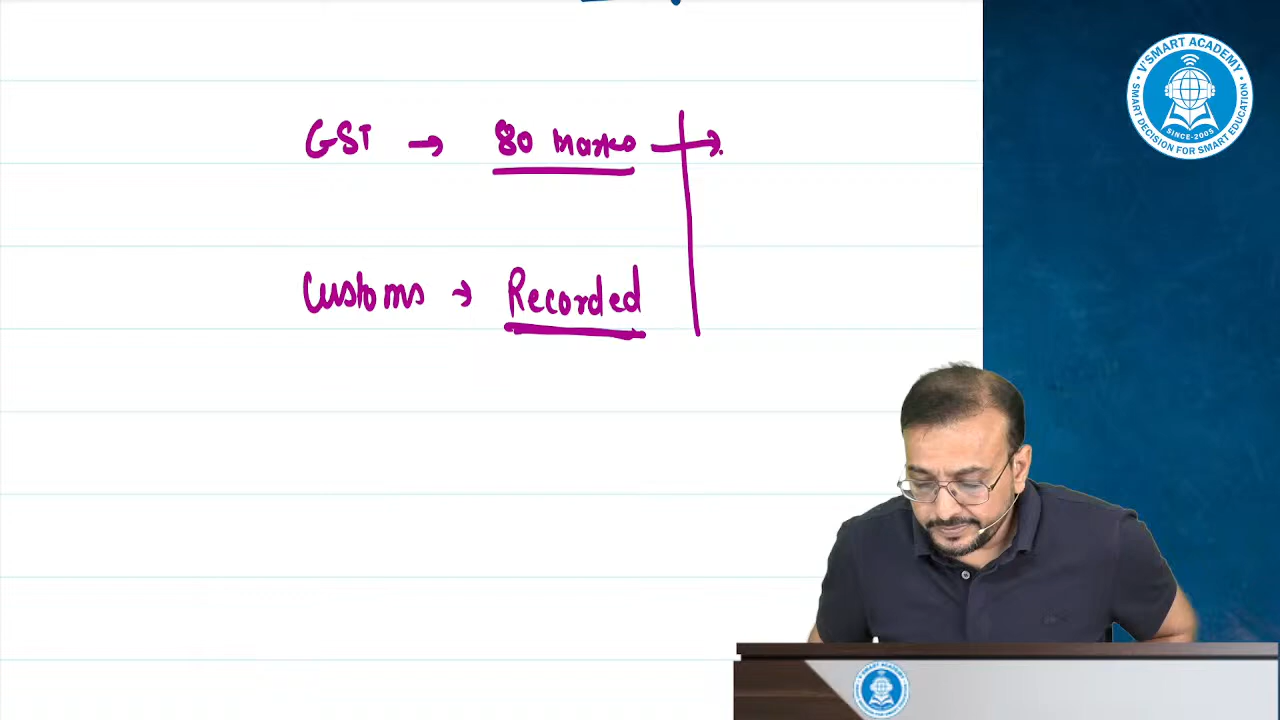 GST → 80 Marks →
Customs → Recorded
V'SMART ACADEMY
SMART DECISION FOR SMART EDUCATION
SINCE-2005